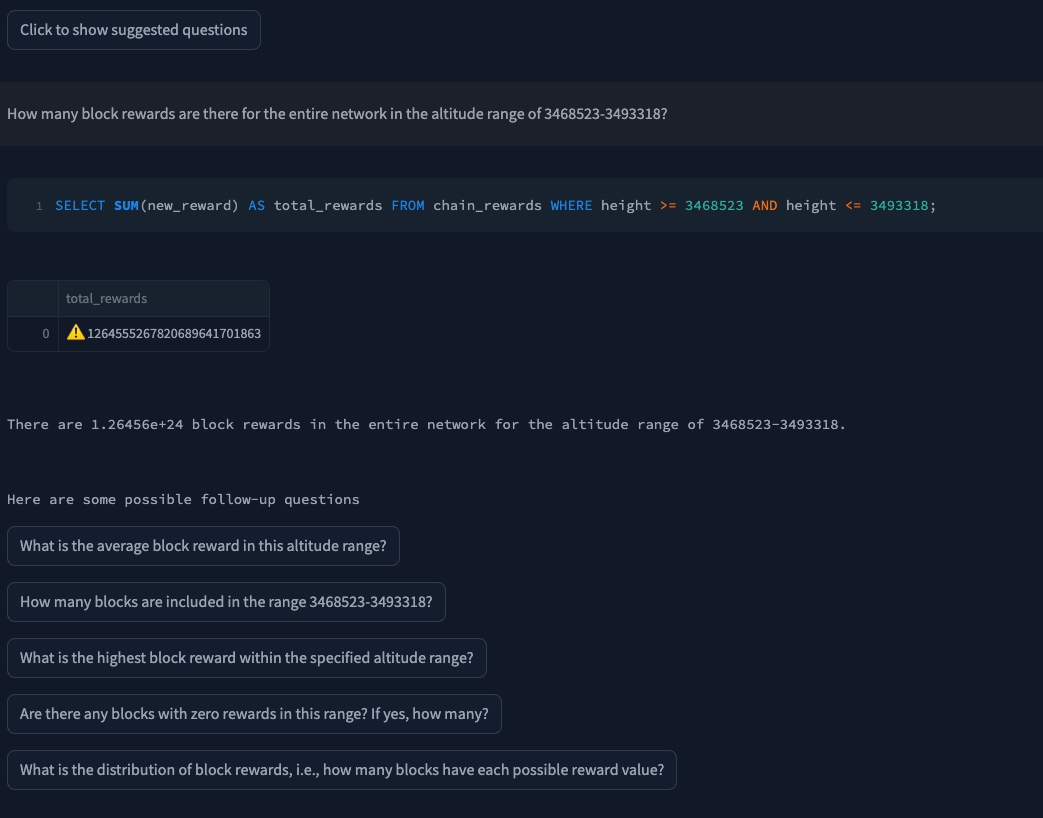 Click to show suggested questions
How many block rewards are there for the entire network in the altitude range of 3468523-3493318?
1 SELECT SUM(new_reward) AS total_rewards FROM chain_rewards WHERE height >= 3468523 AND height <= 3493318;
total_rewards
0 ⚠️1264555267820689641701863
There are 1.26456e+24 block rewards in the entire network for the altitude range of 3468523-3493318.
Here are some possible follow-up questions
What is the average block reward in this altitude range?
How many blocks are included in the range 3468523-3493318?
What is the highest block reward within the specified altitude range?
Are there any blocks with zero rewards in this range? If yes, how many?
What is the distribution of block rewards, i.e., how many blocks have each possible reward value?